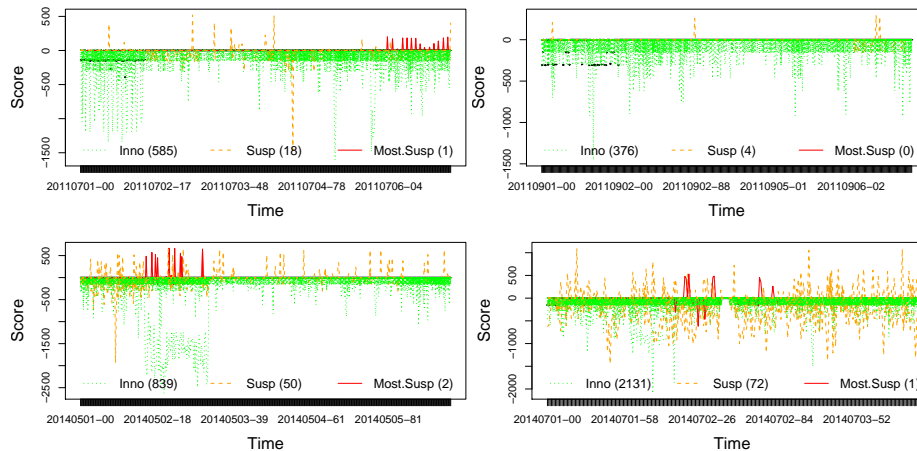 500
0
−500
−1500
Score
Inno (585) Susp (18) Most.Susp (1)
20110701−00 20110702−17 20110703−48 20110704−78 20110706−04
Time
0
−500
−1000
−1500
Score
Inno (376) Susp (4) Most.Susp (0)
20110901−00 20110902−00 20110902−88 20110905−01 20110906−02
Time
500
−500
−1500
−2500
Score
Inno (839) Susp (50) Most.Susp (2)
20140501−00 20140502−18 20140503−39 20140504−61 20140505−81
Time
500
0
−1000
−2000
Score
Inno (2131) Susp (72) Most.Susp (1)
20140701−00 20140701−58 20140702−26 20140702−84 20140703−52
Time